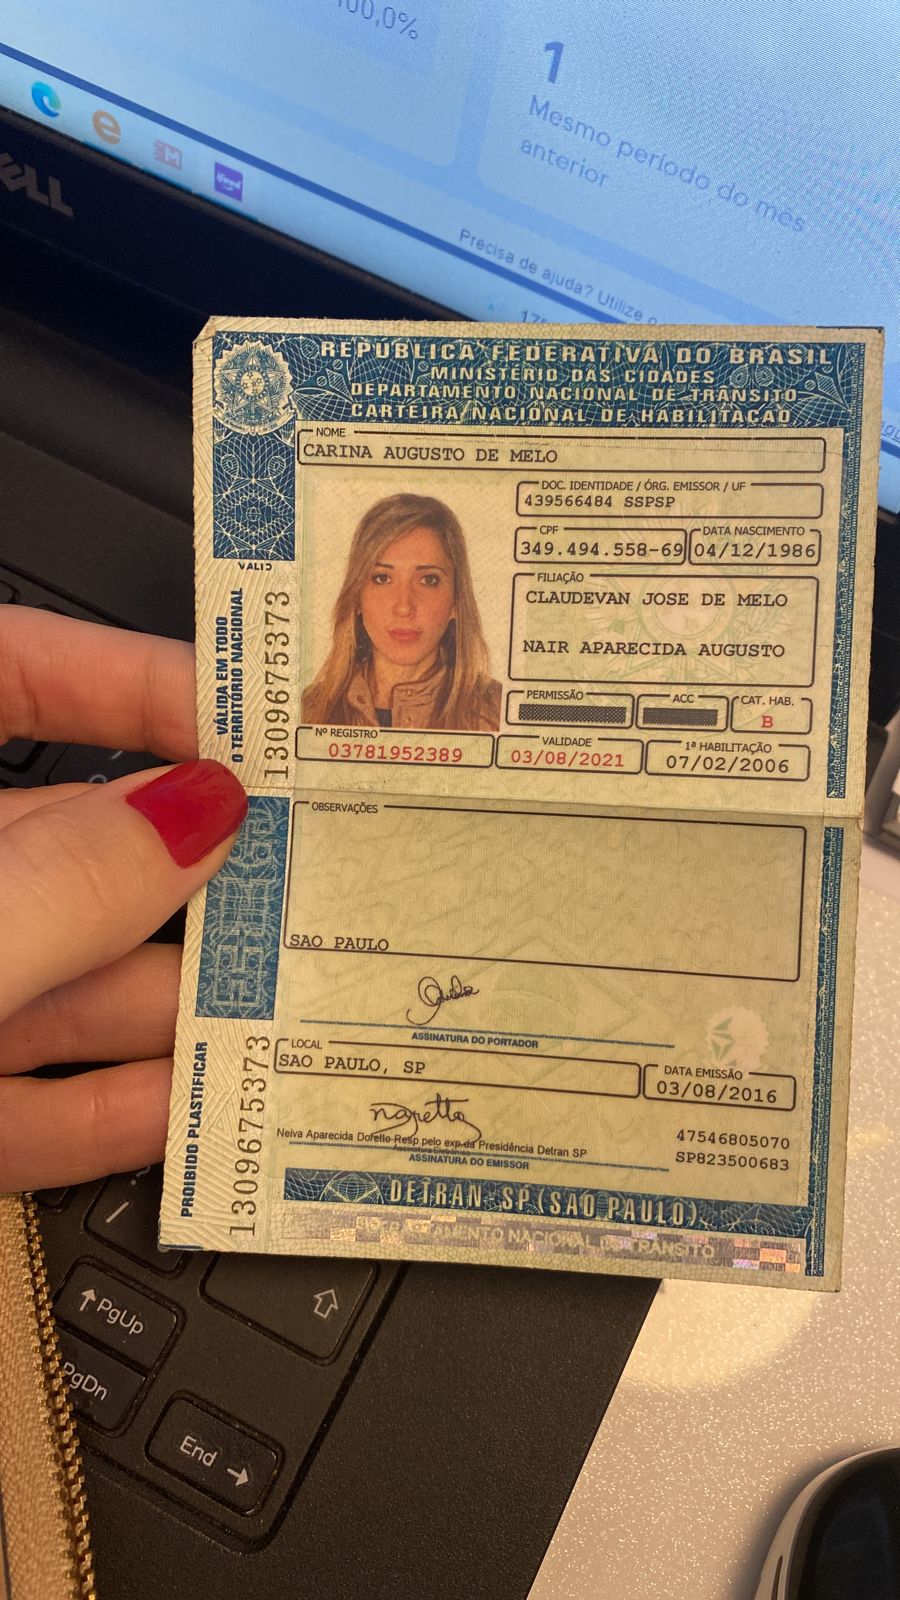 100,0%
1
Mesmo período do mês
anterior
Precisa de ajuda? Utilize o
DELL
REPÚBLICA FEDERATIVA DO BRASIL
MINISTÉRIO DAS CIDADES
DEPARTAMENTO NACIONAL DE TRÂNSITO
CARTEIRA NACIONAL DE HABILITAÇÃO
NOME
CARINA AUGUSTO DE MELO
DOC. IDENTIDADE / ÓRG. EMISSOR / UF
439566484 SSPSP
CPF
349.494.558-69
DATA NASCIMENTO
04/12/1986
FILIAÇÃO
CLAUDEVAN JOSE DE MELO
NAIR APARECIDA AUGUSTO
PERMISSÃO
ACC
CAT. HAB.
B
Nº REGISTRO
03781952389
VALIDADE
03/08/2021
1ª HABILITAÇÃO
07/02/2006
VÁLIDA EM TODO
O TERRITÓRIO NACIONAL
1309675373
OBSERVAÇÕES
SAO PAULO
ASSINATURA DO PORTADOR
LOCAL
SAO PAULO, SP
DATA EMISSÃO
03/08/2016
Neiva Aparecida Doretto Resp pelo exp da Presidência Detran SP
Assinatura Eletrônica
ASSINATURA DO EMISSOR
47546805070
SP823500683
PROIBIDO PLASTIFICAR
1309675373
DETRAN-SP (SAO PAULO)
DEPARTAMENTO NACIONAL DE TRÂNSITO
PgUp
PgDn
End